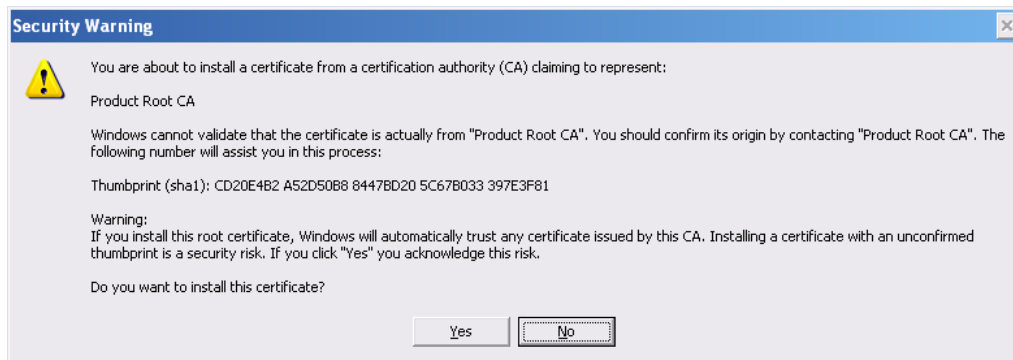 Security Warning
You are about to install a certificate from a certification authority (CA) claiming to represent:
Product Root CA
Windows cannot validate that the certificate is actually from "Product Root CA". You should confirm its origin by contacting "Product Root CA". The
following number will assist you in this process:
Thumbprint (sha1): CD20E4B2 A52D50B8 8447BD20 5C67B033 397E3F81
Warning:
If you install this root certificate, Windows will automatically trust any certificate issued by this CA. Installing a certificate with an unconfirmed
thumbprint is a security risk. If you click "Yes" you acknowledge this risk.
Do you want to install this certificate?
Yes
No